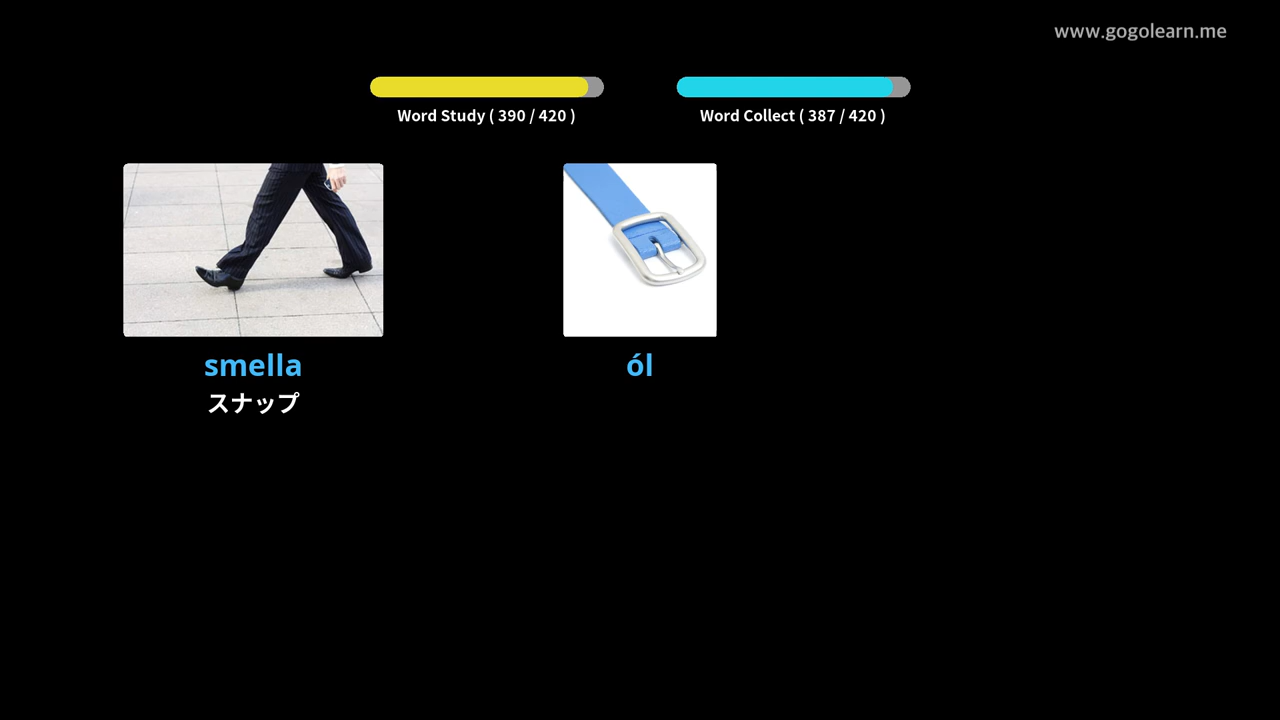 www.gogolearn.me
Word Study ( 390 / 420 )
Word Collect ( 387 / 420 )
smella
スナップ
ól